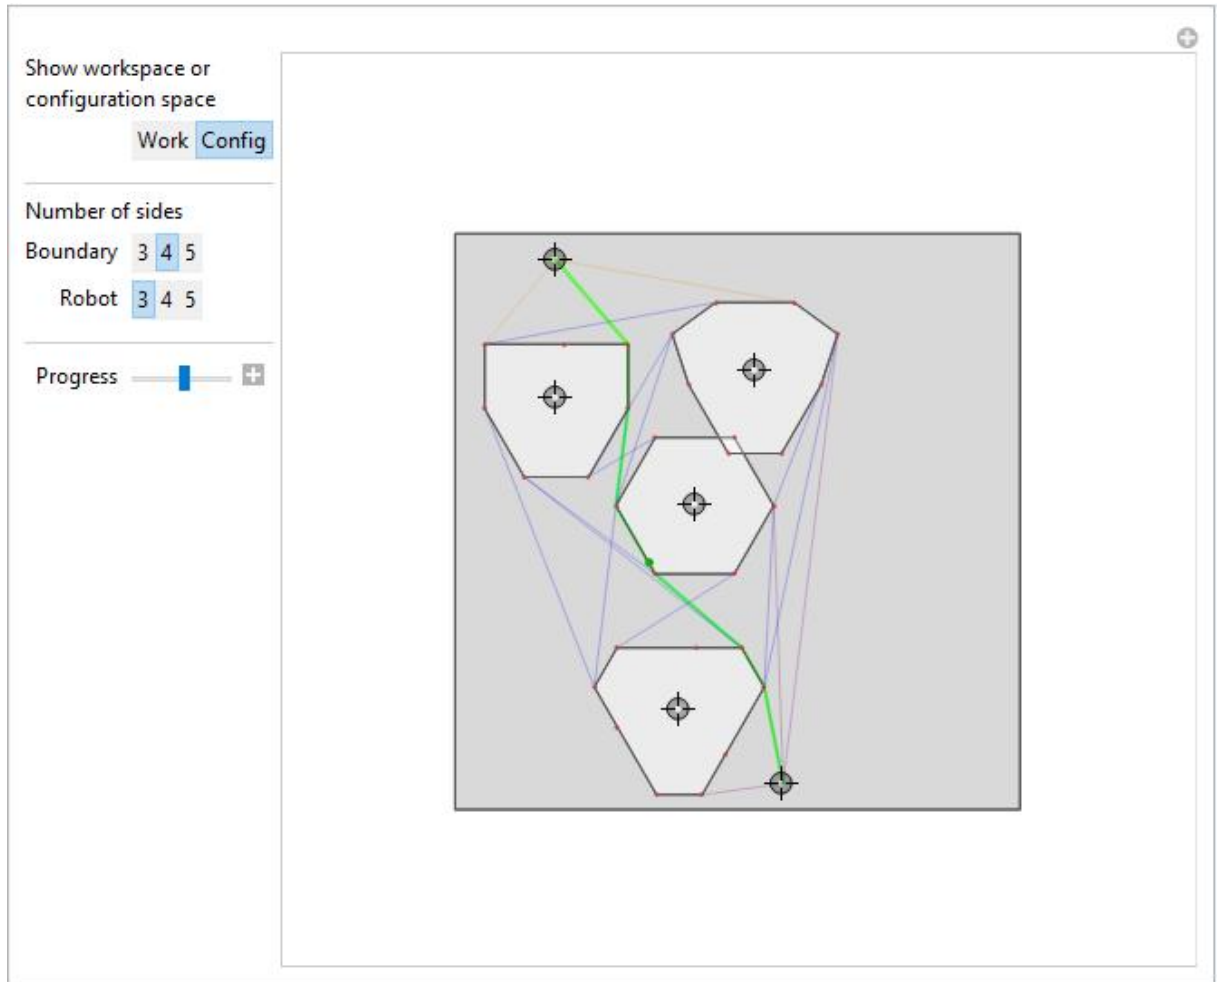 Show workspace or
configuration space
Work Config
Number of sides
Boundary 3 4 5
Robot 3 4 5
Progress